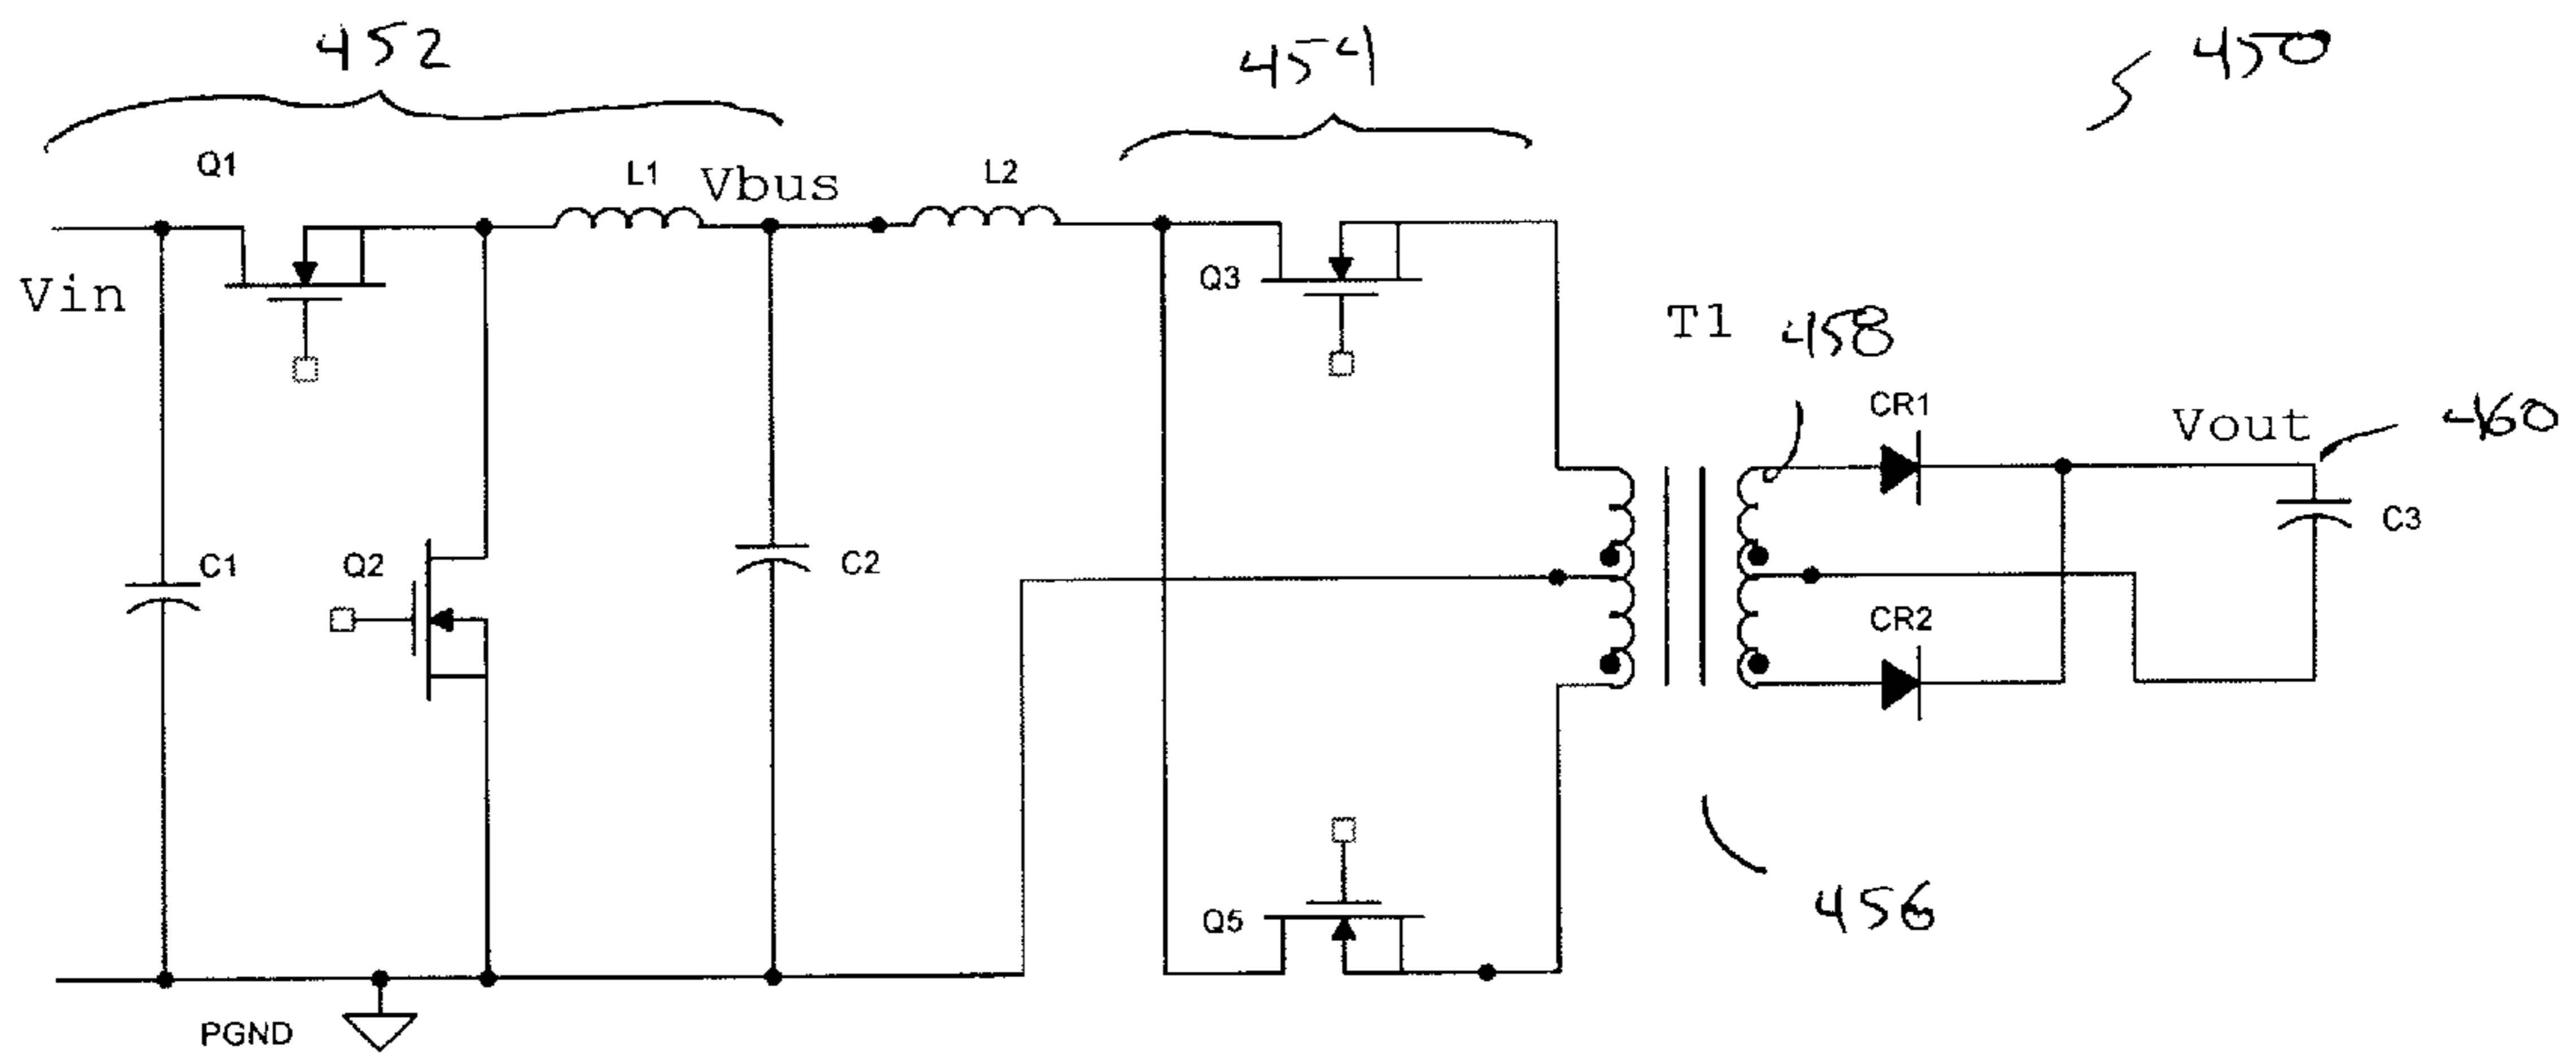 452
454
450
Q1
L1
Vbus
L2
Vin
Q3
T1
458
CR1
Vout
460
C3
C1
Q2
C2
CR2
Q5
456
PGND